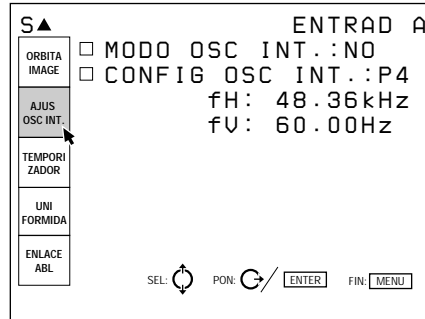 S▲ ENTRAD A
□ MODO OSC INT.:NO
□ CONFIG OSC INT.:P4
fH: 48.36kHz
fV: 60.00Hz
ORBITA
IMAGE
AJUS
OSC INT.
TEMPORI
ZADOR
UNI
FORMIDA
ENLACE
ABL
SEL: PON: / ENTER FIN: MENU